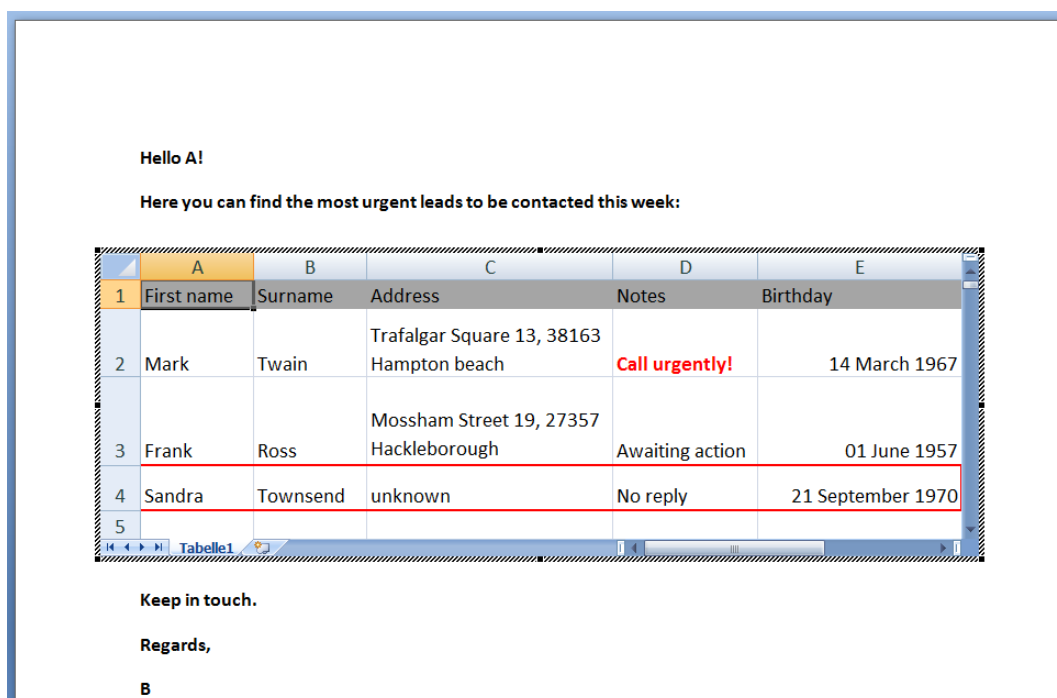 Hello A!
Here you can find the most urgent leads to be contacted this week:
A B C D E
1 First name Surname Address Notes Birthday
Trafalgar Square 13, 38163
2 Mark Twain Hampton beach Call urgently! 14 March 1967
Mossham Street 19, 27357
3 Frank Ross Hackleborough Awaiting action 01 June 1957
4 Sandra Townsend unknown No reply 21 September 1970
5
Tabelle1
Keep in touch.
Regards,
B